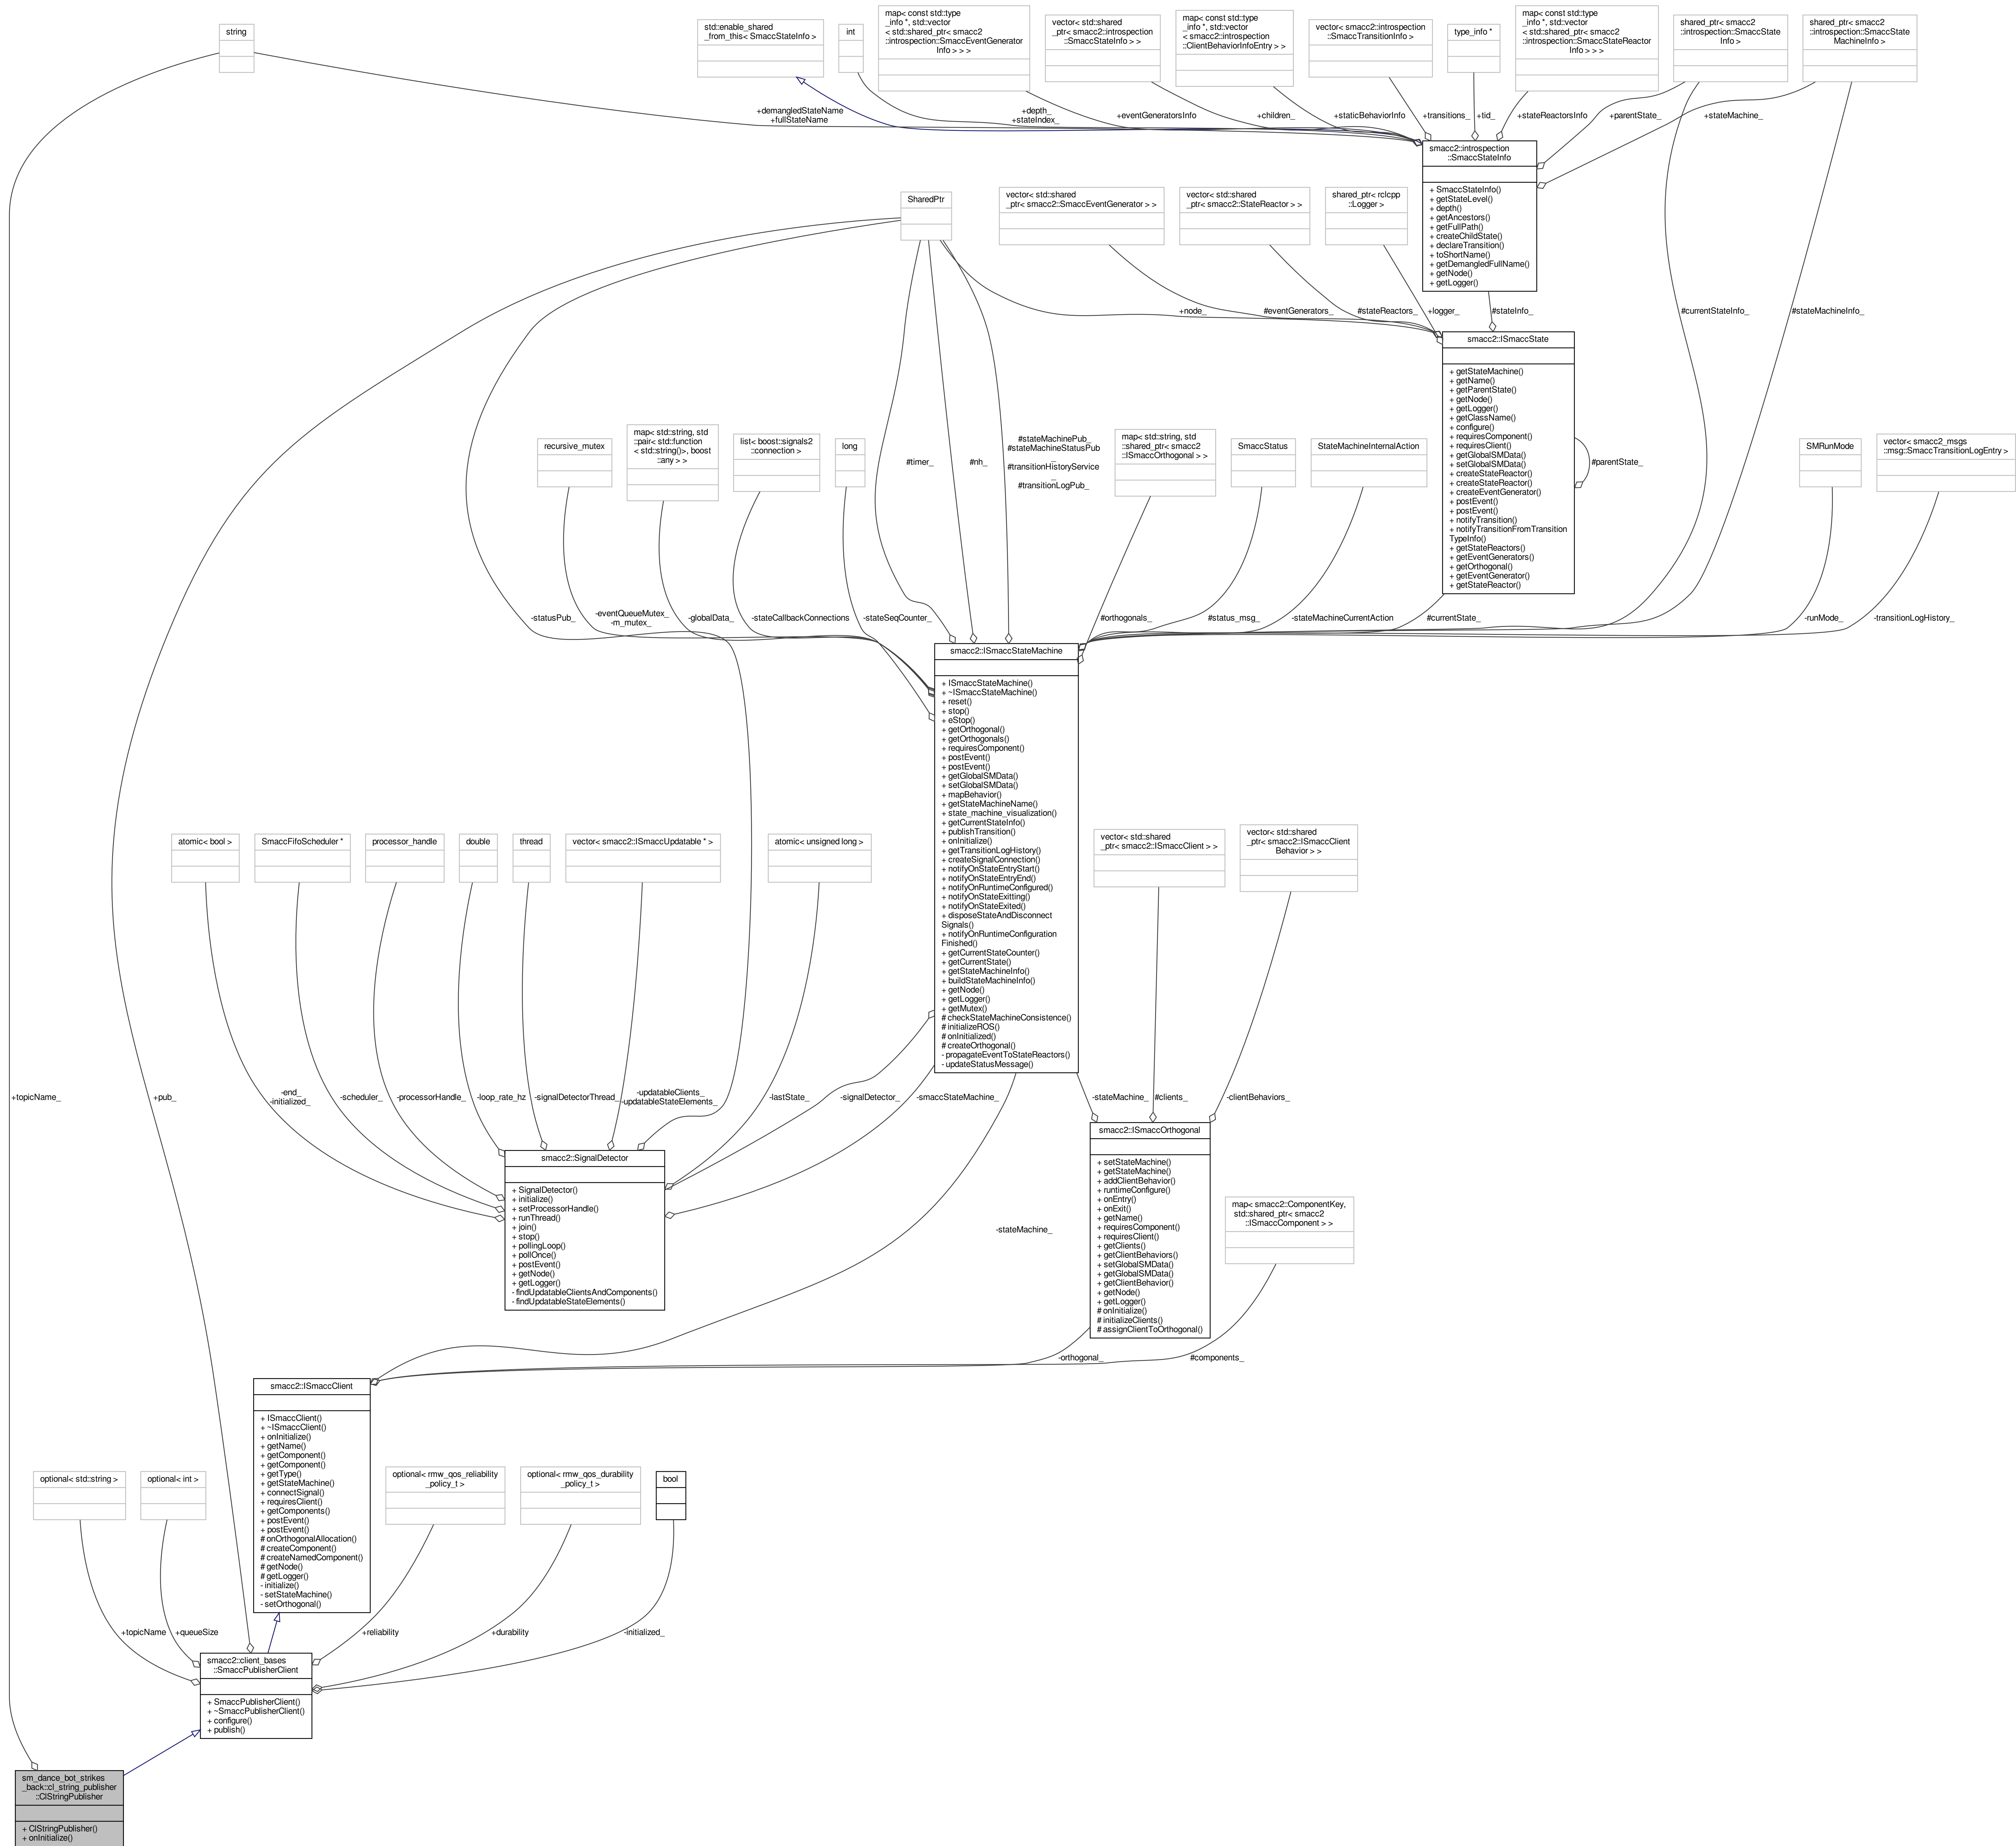 string
std::enable_shared
_from_this< SmaccStateInfo >
int
map< const std::type
_info *, std::vector
< std::shared_ptr< smacc2
::introspection::SmaccEventGenerator
Info > > >
vector< std::shared
_ptr< smacc2::introspection
::SmaccStateInfo > >
map< const std::type
_info *, std::vector
< smacc2::introspection
::ClientBehaviorInfoEntry > >
vector< smacc2::introspection
::SmaccTransitionInfo >
type_info *
map< const std::type
_info *, std::vector
< std::shared_ptr< smacc2
::introspection::SmaccStateReactor
Info > > >
shared_ptr< smacc2
::introspection::SmaccState
Info >
shared_ptr< smacc2
::introspection::SmaccState
MachineInfo >
+demangledStateName
+fullStateName
+depth_
+stateIndex_
+eventGeneratorsInfo
+children_
+staticBehaviorInfo
+transitions_
+tid_
+stateReactorsInfo
+parentState_
+stateMachine_
smacc2::introspection
::SmaccStateInfo
+ SmaccStateInfo()
+ getStateLevel()
+ depth()
+ getAncestors()
+ getFullPath()
+ createChildState()
+ declareTransition()
+ toShortName()
+ getDemangledFullName()
+ getNode()
+ getLogger()
SharedPtr
vector< std::shared
_ptr< smacc2::SmaccEventGenerator > >
vector< std::shared
_ptr< smacc2::StateReactor > >
shared_ptr< rclcpp
::Logger >
+node_
#eventGenerators_
#stateReactors_
+logger_
#stateInfo_
#currentStateInfo_
#stateMachineInfo_
smacc2::ISmaccState
+ getStateMachine()
+ getName()
+ getParentState()
+ getNode()
+ getLogger()
+ getClassName()
+ configure()
+ requiresComponent()
+ requiresClient()
+ getGlobalSMData()
+ setGlobalSMData()
+ createStateReactor()
+ createStateReactor()
+ createEventGenerator()
+ postEvent()
+ postEvent()
+ notifyTransition()
+ notifyTransitionFromTransition
TypeInfo()
+ getStateReactors()
+ getEventGenerators()
+ getOrthogonal()
+ getEventGenerator()
+ getStateReactor()
#parentState_
recursive_mutex
map< std::string, std
::pair< std::function
< std::string()>, boost
::any > >
list< boost::signals2
::connection >
long
#timer_
#nh_
#stateMachinePub_
#stateMachineStatusPub
_
#transitionHistoryService
_
#transitionLogPub_
map< std::string, std
::shared_ptr< smacc2
::ISmaccOrthogonal > >
SmaccStatus
StateMachineInternalAction
SMRunMode
vector< smacc2_msgs
::msg::SmaccTransitionLogEntry >
-statusPub_
-eventQueueMutex_
-m_mutex_
-globalData_
-stateCallbackConnections
-stateSeqCounter_
#orthogonals_
#status_msg_
-stateMachineCurrentAction
#currentState_
-runMode_
-transitionLogHistory_
smacc2::ISmaccStateMachine
+ ISmaccStateMachine()
+ ~ISmaccStateMachine()
+ reset()
+ stop()
+ eStop()
+ getOrthogonal()
+ getOrthogonals()
+ requiresComponent()
+ postEvent()
+ postEvent()
+ getGlobalSMData()
+ setGlobalSMData()
+ mapBehavior()
+ getStateMachineName()
+ state_machine_visualization()
+ getCurrentStateInfo()
+ publishTransition()
+ onInitialize()
+ getTransitionLogHistory()
+ createSignalConnection()
+ notifyOnStateEntryStart()
+ notifyOnStateEntryEnd()
+ notifyOnRuntimeConfigured()
+ notifyOnStateExitting()
+ notifyOnStateExited()
+ disposeStateAndDisconnect
Signals()
+ notifyOnRuntimeConfiguration
Finished()
+ getCurrentStateCounter()
+ getCurrentState()
+ getStateMachineInfo()
+ buildStateMachineInfo()
+ getNode()
+ getLogger()
+ getMutex()
# checkStateMachineConsistence()
# initializeROS()
# onInitialized()
# createOrthogonal()
- propagateEventToStateReactors()
- updateStatusMessage()
atomic< bool >
SmaccFifoScheduler *
processor_handle
double
thread
vector< smacc2::ISmaccUpdatable * >
atomic< unsigned long >
vector< std::shared
_ptr< smacc2::ISmaccClient > >
vector< std::shared
_ptr< smacc2::ISmaccClient
Behavior > >
+topicName_
+pub_
-end_
-initialized_
-scheduler_
-processorHandle_
-loop_rate_hz
-signalDetectorThread_
-updatableClients_
-updatableStateElements_
-lastState_
-signalDetector_
-smaccStateMachine_
-stateMachine_
#clients_
-clientBehaviors_
smacc2::SignalDetector
+ SignalDetector()
+ initialize()
+ setProcessorHandle()
+ runThread()
+ join()
+ stop()
+ pollingLoop()
+ pollOnce()
+ postEvent()
+ getNode()
+ getLogger()
- findUpdatableClientsAndComponents()
- findUpdatableStateElements()
smacc2::ISmaccOrthogonal
+ setStateMachine()
+ getStateMachine()
+ addClientBehavior()
+ runtimeConfigure()
+ onEntry()
+ onExit()
+ getName()
+ requiresComponent()
+ requiresClient()
+ getClients()
+ getClientBehaviors()
+ setGlobalSMData()
+ getGlobalSMData()
+ getClientBehavior()
+ getNode()
+ getLogger()
# onInitialize()
# initializeClients()
# assignClientToOrthogonal()
map< smacc2::ComponentKey,
std::shared_ptr< smacc2
::ISmaccComponent > >
-stateMachine_
-orthogonal_
#components_
smacc2::ISmaccClient
+ ISmaccClient()
+ ~ISmaccClient()
+ onInitialize()
+ getName()
+ getComponent()
+ getComponent()
+ getType()
+ getStateMachine()
+ connectSignal()
+ requiresClient()
+ getComponents()
+ postEvent()
+ postEvent()
# onOrthogonalAllocation()
# createComponent()
# createNamedComponent()
# getNode()
# getLogger()
- initialize()
- setStateMachine()
- setOrthogonal()
optional< std::string >
optional< int >
optional< rmw_qos_reliability
_policy_t >
optional< rmw_qos_durability
_policy_t >
bool
+topicName
+queueSize
+reliability
+durability
-initialized_
smacc2::client_bases
::SmaccPublisherClient
+ SmaccPublisherClient()
+ ~SmaccPublisherClient()
+ configure()
+ publish()
sm_dance_bot_strikes
_back::cl_string_publisher
::ClStringPublisher
+ ClStringPublisher()
+ onInitialize()